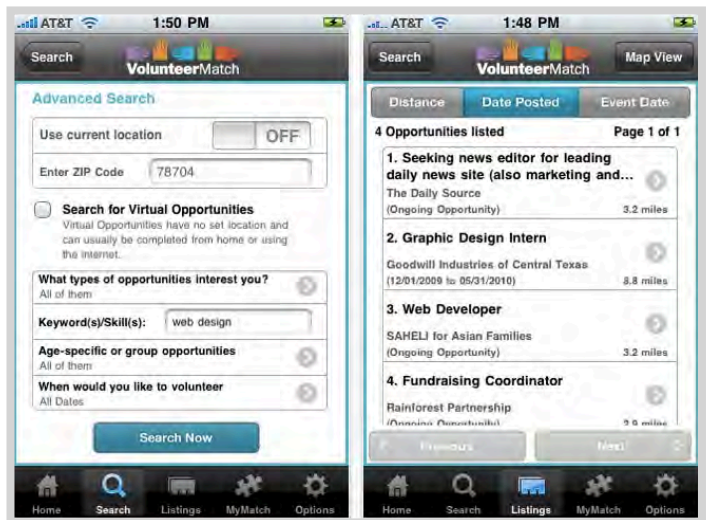 AT&T 1:50 PM
Search VolunteerMatch
Advanced Search
Use current location OFF
Enter ZIP Code 78704
Search for Virtual Opportunities
Virtual Opportunities have no set location and
can usually be completed from home or using
the internet.
What types of opportunities interest you?
All of them
Keyword(s)/Skill(s): web design
Age-specific or group opportunities
All of them
When would you like to volunteer
All Dates
Search Now
Home Search Listings MyMatch Options
AT&T 1:48 PM
Search VolunteerMatch Map View
Distance Date Posted Event Date
4 Opportunities listed Page 1 of 1
1. Seeking news editor for leading
daily news site (also marketing and...
The Daily Source
(Ongoing Opportunity) 3.2 miles
2. Graphic Design Intern
Goodwill Industries of Central Texas
(12/01/2009 to 05/31/2010) 8.8 miles
3. Web Developer
SAHELI for Asian Families
(Ongoing Opportunity) 3.2 miles
4. Fundraising Coordinator
Rainforest Partnership
(Ongoing Opportunity) 2.9 miles
Previous Next
Home Search Listings MyMatch Options